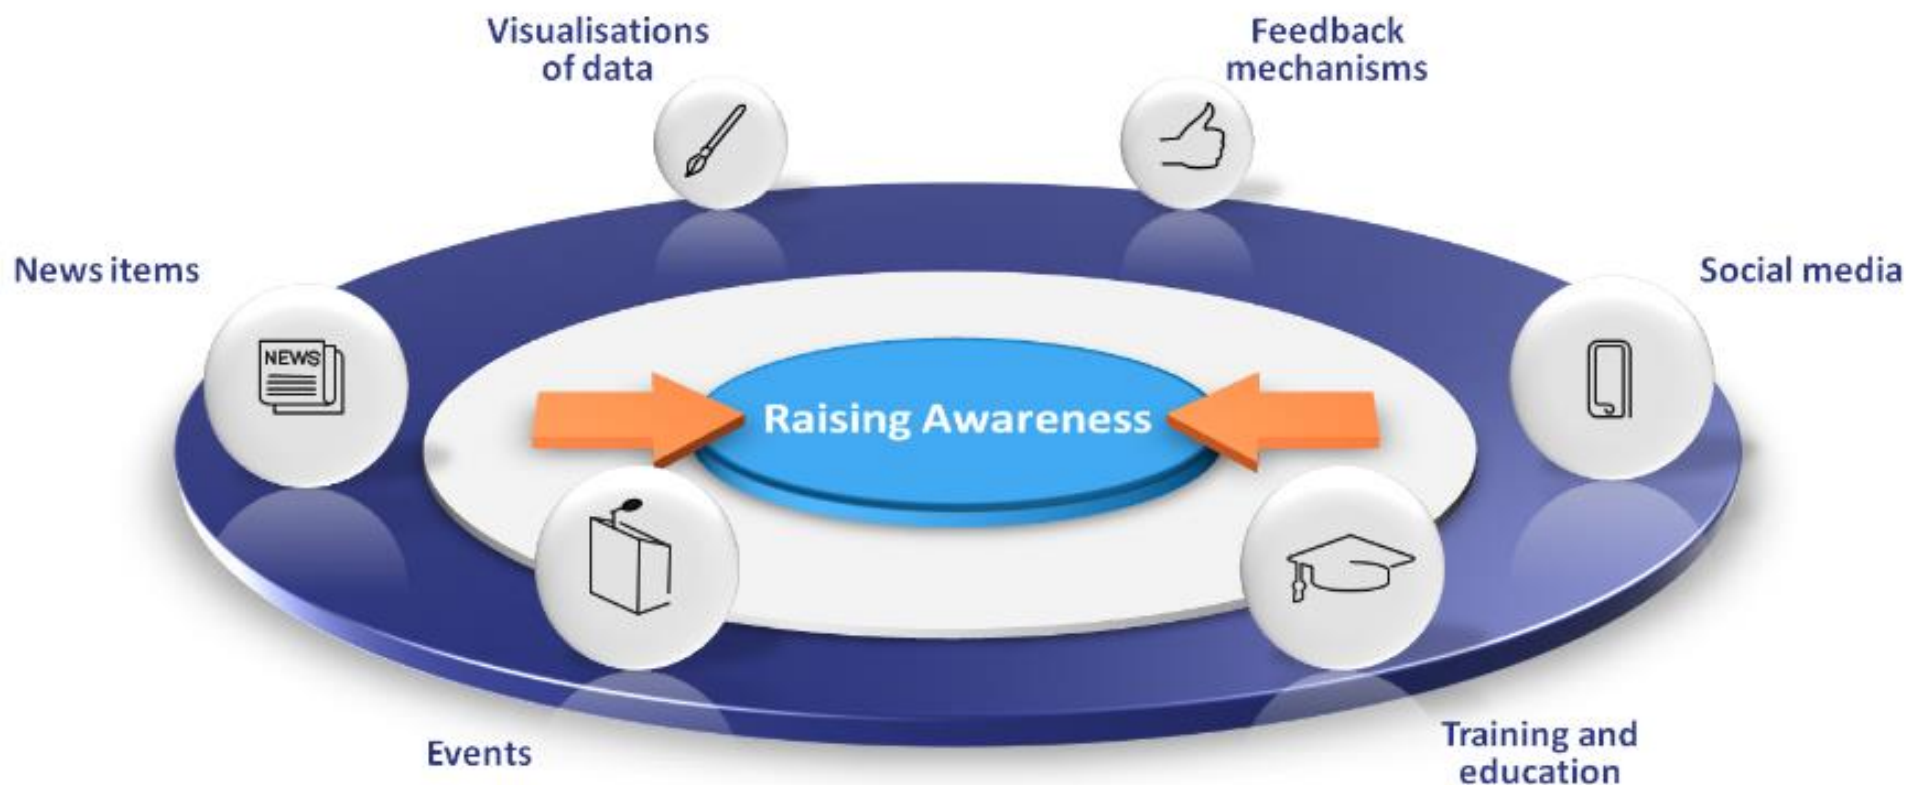 Visualisations
of data
Feedback
mechanisms
News items
Social media
NEWS
Raising Awareness
Events
Training and
education